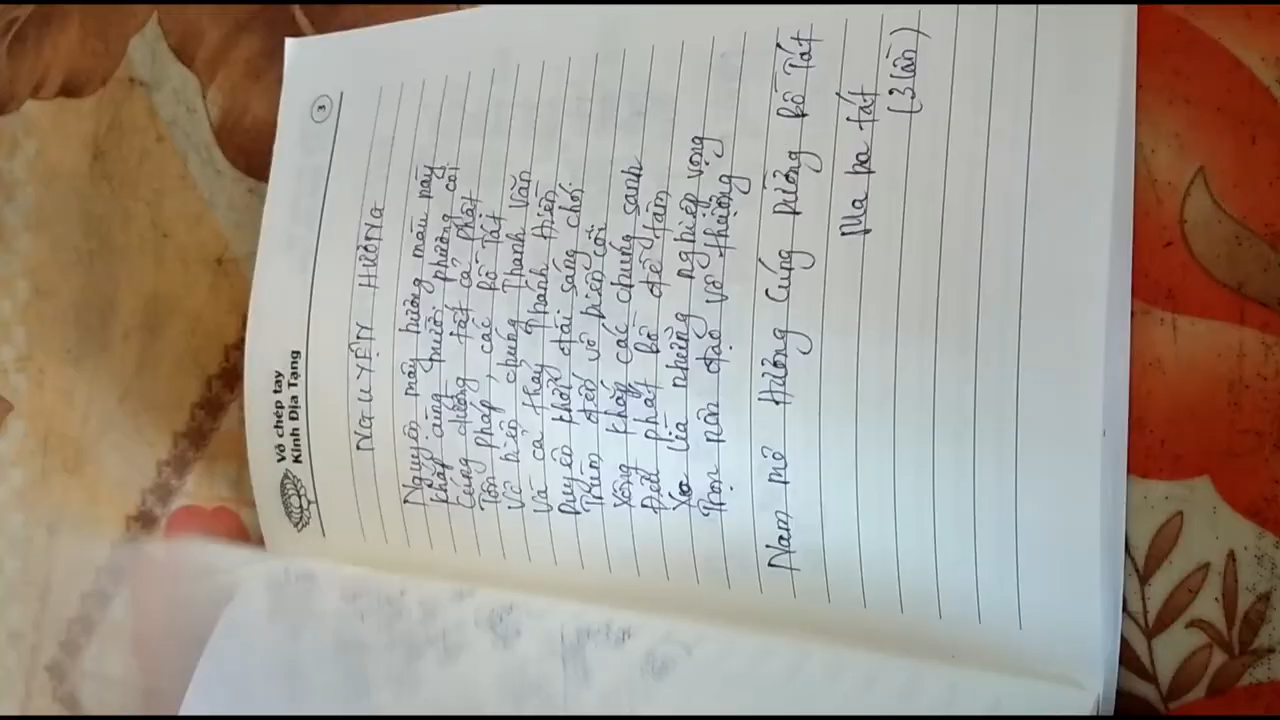 Vở chép tay
Kinh Địa Tạng
3
NGUYỆN HƯƠNG
Nguyện mây hương mầu này
khắp cùng mười phương cõi
Cúng dường tất cả phật
Tôn pháp, các Bồ Tát
Vô biên chúng Thanh Văn
Và cả thảy thánh hiền
Duyên khởi đài sáng chói
Trùm đến vô biên cõi
Xông khắp các chúng sanh
Đều phát bồ đề tâm
Xa lìa những nghiệp vọng
Trọn nên đạo vô thượng
Nam mô Hương Cúng Dường Bồ Tát
Ma ha tát
(3 lần)